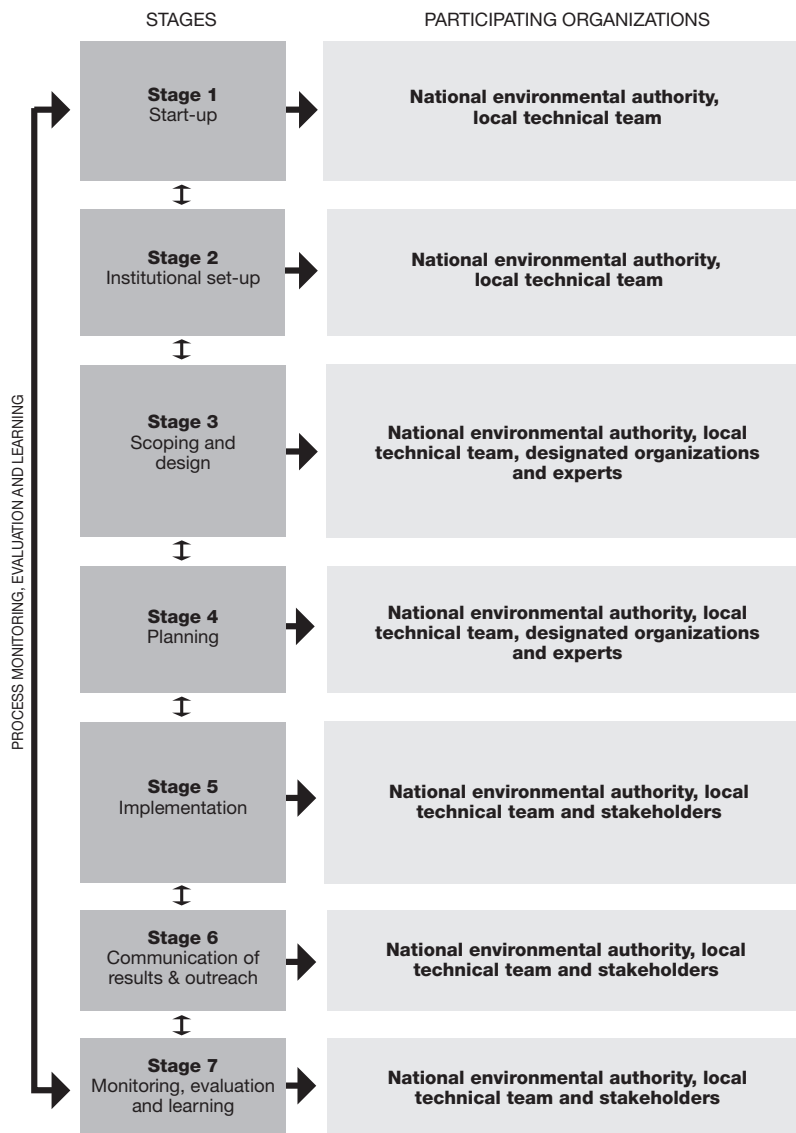 STAGES
PARTICIPATING ORGANIZATIONS
Stage 1
Start-up
National environmental authority,
local technical team
Stage 2
Institutional set-up
National environmental authority,
local technical team
Stage 3
Scoping and
design
National environmental authority, local
technical team, designated organizations
and experts
Stage 4
Planning
National environmental authority, local
technical team, designated organizations
and experts
Stage 5
Implementation
National environmental authority, local
technical team and stakeholders
Stage 6
Communication of
results & outreach
National environmental authority, local
technical team and stakeholders
Stage 7
Monitoring, evaluation
and learning
National environmental authority, local
technical team and stakeholders
PROCESS MONITORING, EVALUATION AND LEARNING